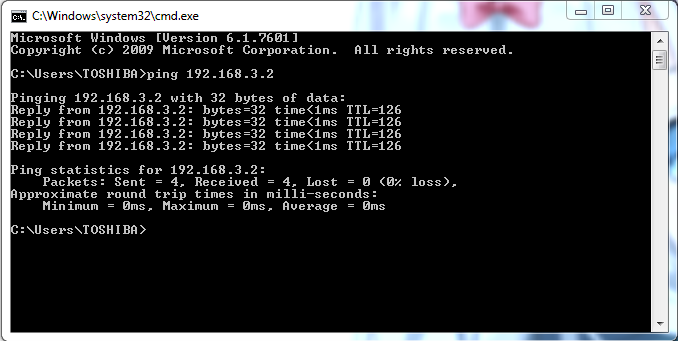 C:\Windows\system32\cmd.exe
Microsoft Windows [Version 6.1.7601]
Copyright (c) 2009 Microsoft Corporation.  All rights reserved.
C:\Users\TOSHIBA>ping 192.168.3.2
Pinging 192.168.3.2 with 32 bytes of data:
Reply from 192.168.3.2: bytes=32 time<1ms TTL=126
Reply from 192.168.3.2: bytes=32 time<1ms TTL=126
Reply from 192.168.3.2: bytes=32 time<1ms TTL=126
Reply from 192.168.3.2: bytes=32 time<1ms TTL=126
Ping statistics for 192.168.3.2:
    Packets: Sent = 4, Received = 4, Lost = 0 (0% loss),
Approximate round trip times in milli-seconds:
    Minimum = 0ms, Maximum = 0ms, Average = 0ms
C:\Users\TOSHIBA>